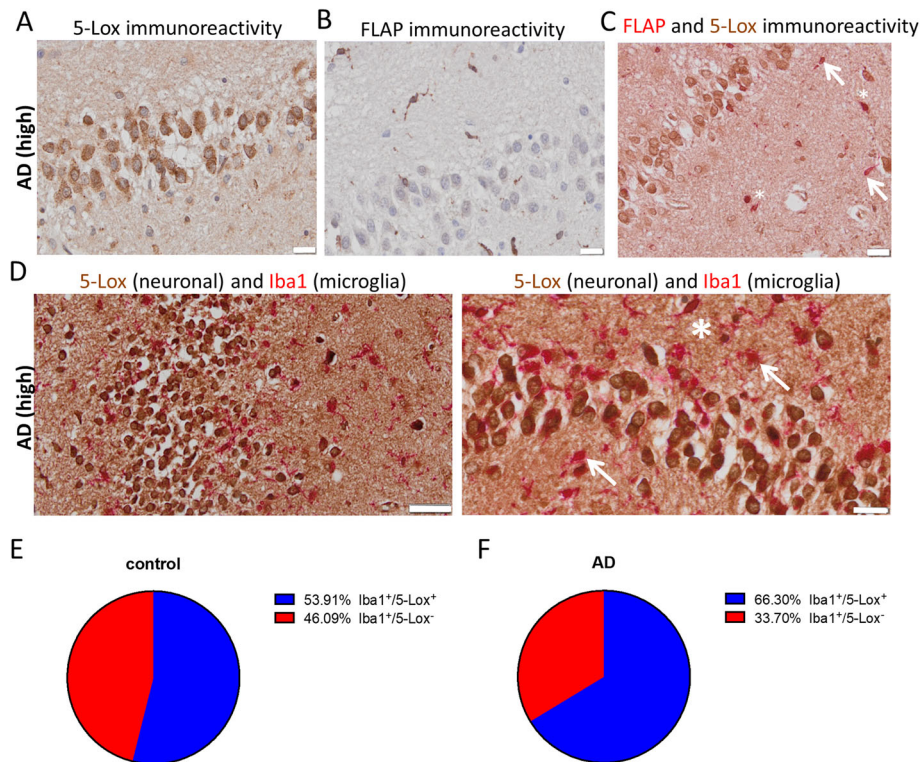 A
5-Lox immunoreactivity
B
FLAP immunoreactivity
C
FLAP and 5-Lox immunoreactivity
AD (high)
D
5-Lox (neuronal) and Iba1 (microglia)
5-Lox (neuronal) and Iba1 (microglia)
AD (high)
E
control
53.91% Iba1⁺/5-Lox⁺
46.09% Iba1⁺/5-Lox⁻
F
AD
66.30% Iba1⁺/5-Lox⁺
33.70% Iba1⁺/5-Lox⁻